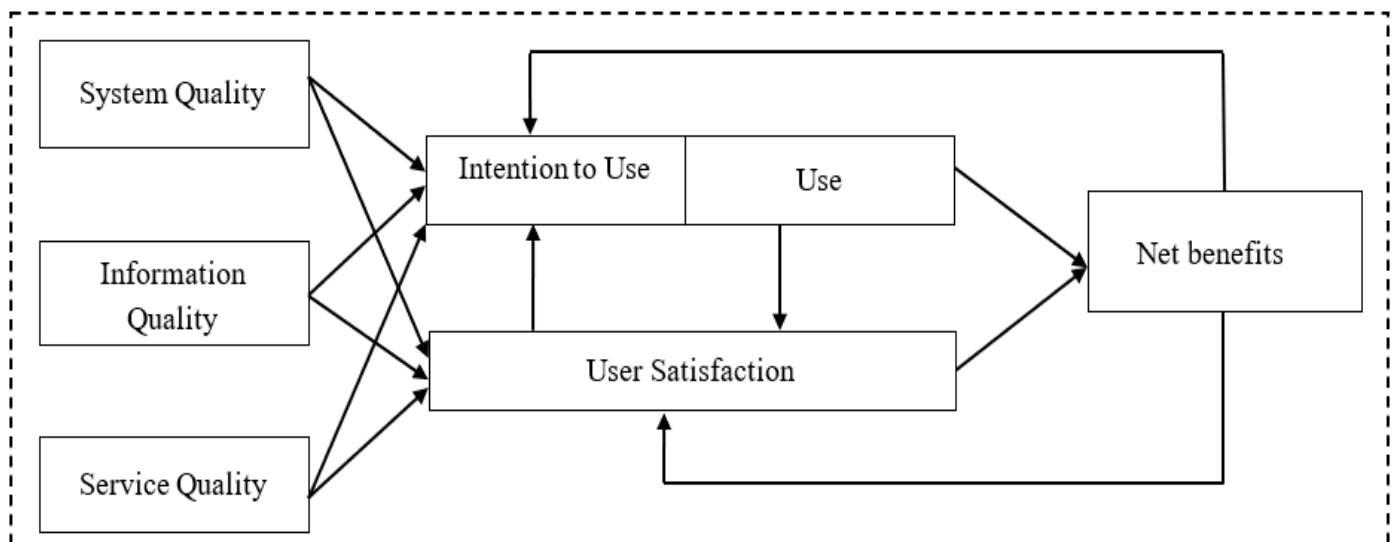 System Quality
Intention to Use
Use
Information
Quality
Net benefits
User Satisfaction
Service Quality